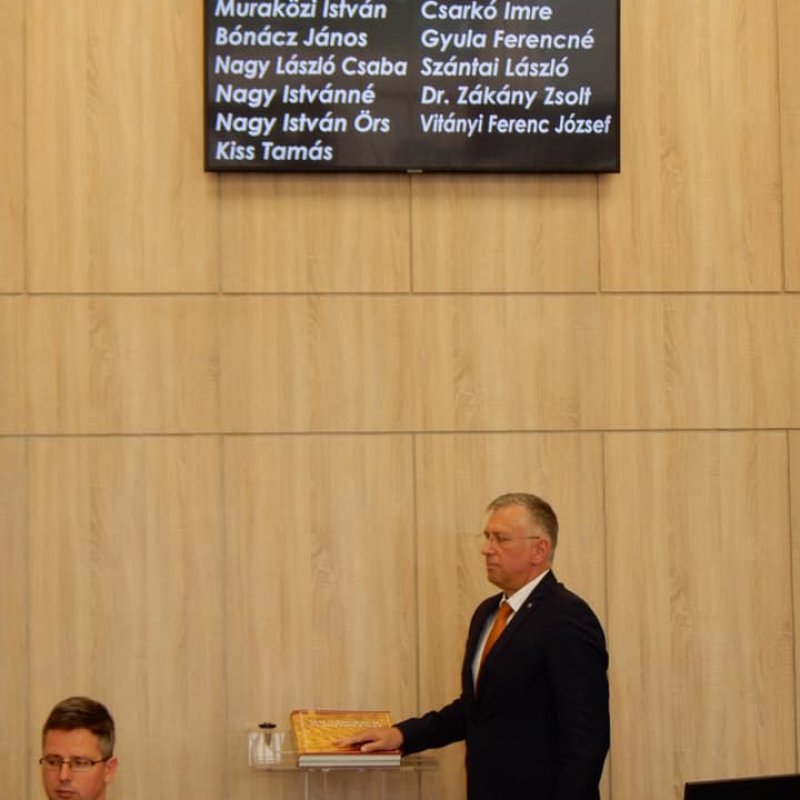 Muraközi István
Bónácz János
Nagy László Csaba
Nagy Istvánné
Nagy István Örs
Kiss Tamás
Csarkó Imre
Gyula Ferencné
Szántai László
Dr. Zákány Zsolt
Vitányi Ferenc József